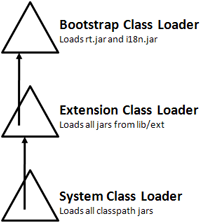 Bootstrap Class Loader
Loads rt.jar and i18n.jar
Extension Class Loader
Loads all jars from lib/ext
System Class Loader
Loads all classpath jars